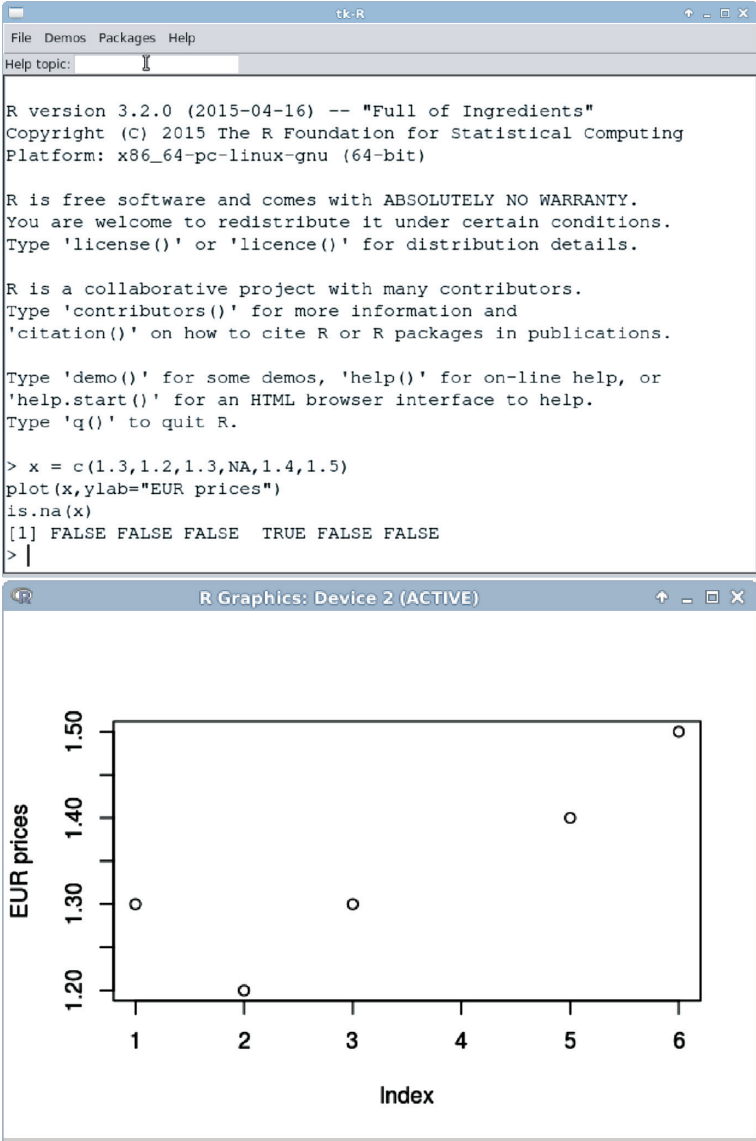 tk-R
File Demos Packages Help
Help topic:
R version 3.2.0 (2015-04-16) -- "Full of Ingredients"
Copyright (C) 2015 The R Foundation for Statistical Computing
Platform: x86_64-pc-linux-gnu (64-bit)
R is free software and comes with ABSOLUTELY NO WARRANTY.
You are welcome to redistribute it under certain conditions.
Type 'license()' or 'licence()' for distribution details.
R is a collaborative project with many contributors.
Type 'contributors()' for more information and
'citation()' on how to cite R or R packages in publications.
Type 'demo()' for some demos, 'help()' for on-line help, or
'help.start()' for an HTML browser interface to help.
Type 'q()' to quit R.
> x = c(1.3,1.2,1.3,NA,1.4,1.5)
plot(x,ylab="EUR prices")
is.na(x)
[1] FALSE FALSE FALSE  TRUE FALSE FALSE
>
R
R Graphics: Device 2 (ACTIVE)
EUR prices
1.50
1.40
1.30
1.20
1 2 3 4 5 6
Index